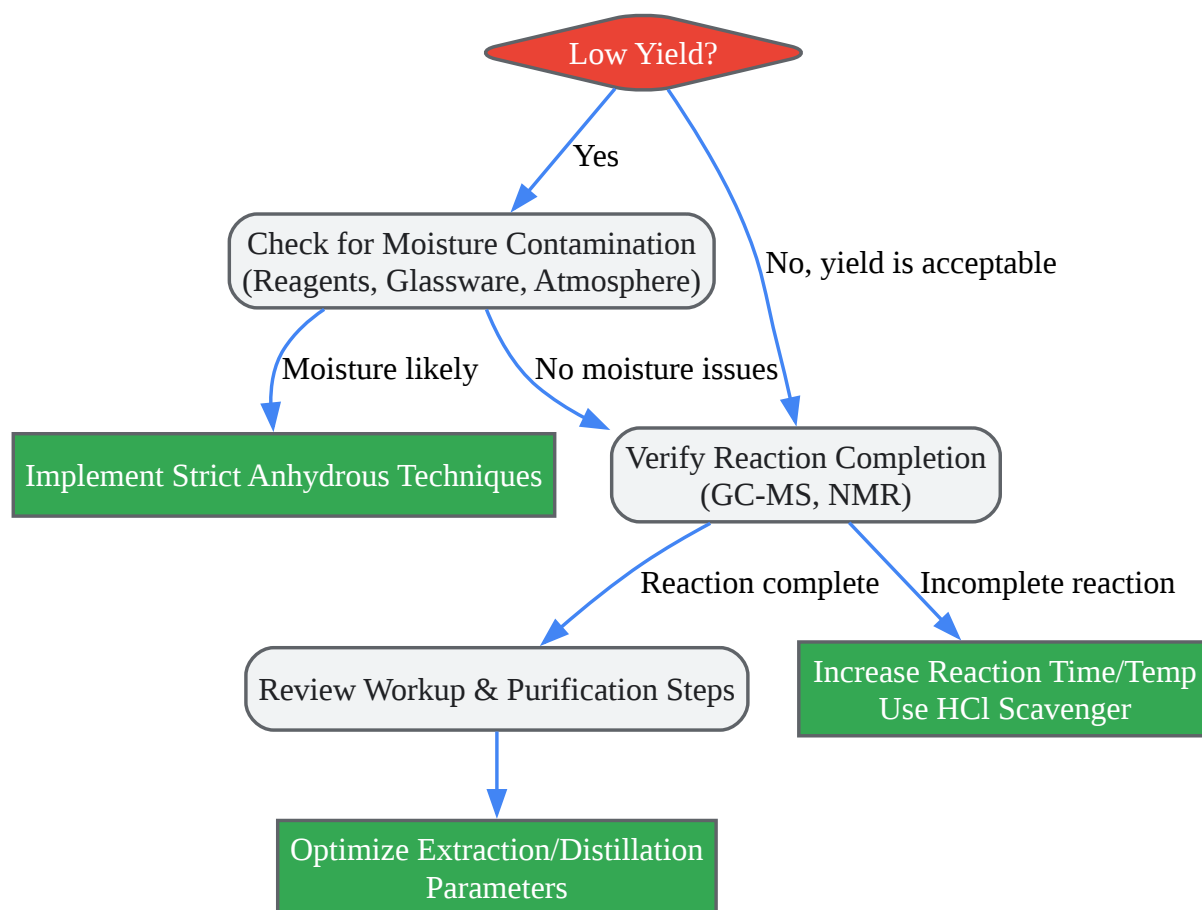 Low Yield?
Yes
Check for Moisture Contamination
(Reagents, Glassware, Atmosphere)
No, yield is acceptable
Moisture likely
No moisture issues
Implement Strict Anhydrous Techniques
Verify Reaction Completion
(GC-MS, NMR)
Reaction complete
Incomplete reaction
Review Workup & Purification Steps
Increase Reaction Time/Temp
Use HCl Scavenger
Optimize Extraction/Distillation
Parameters